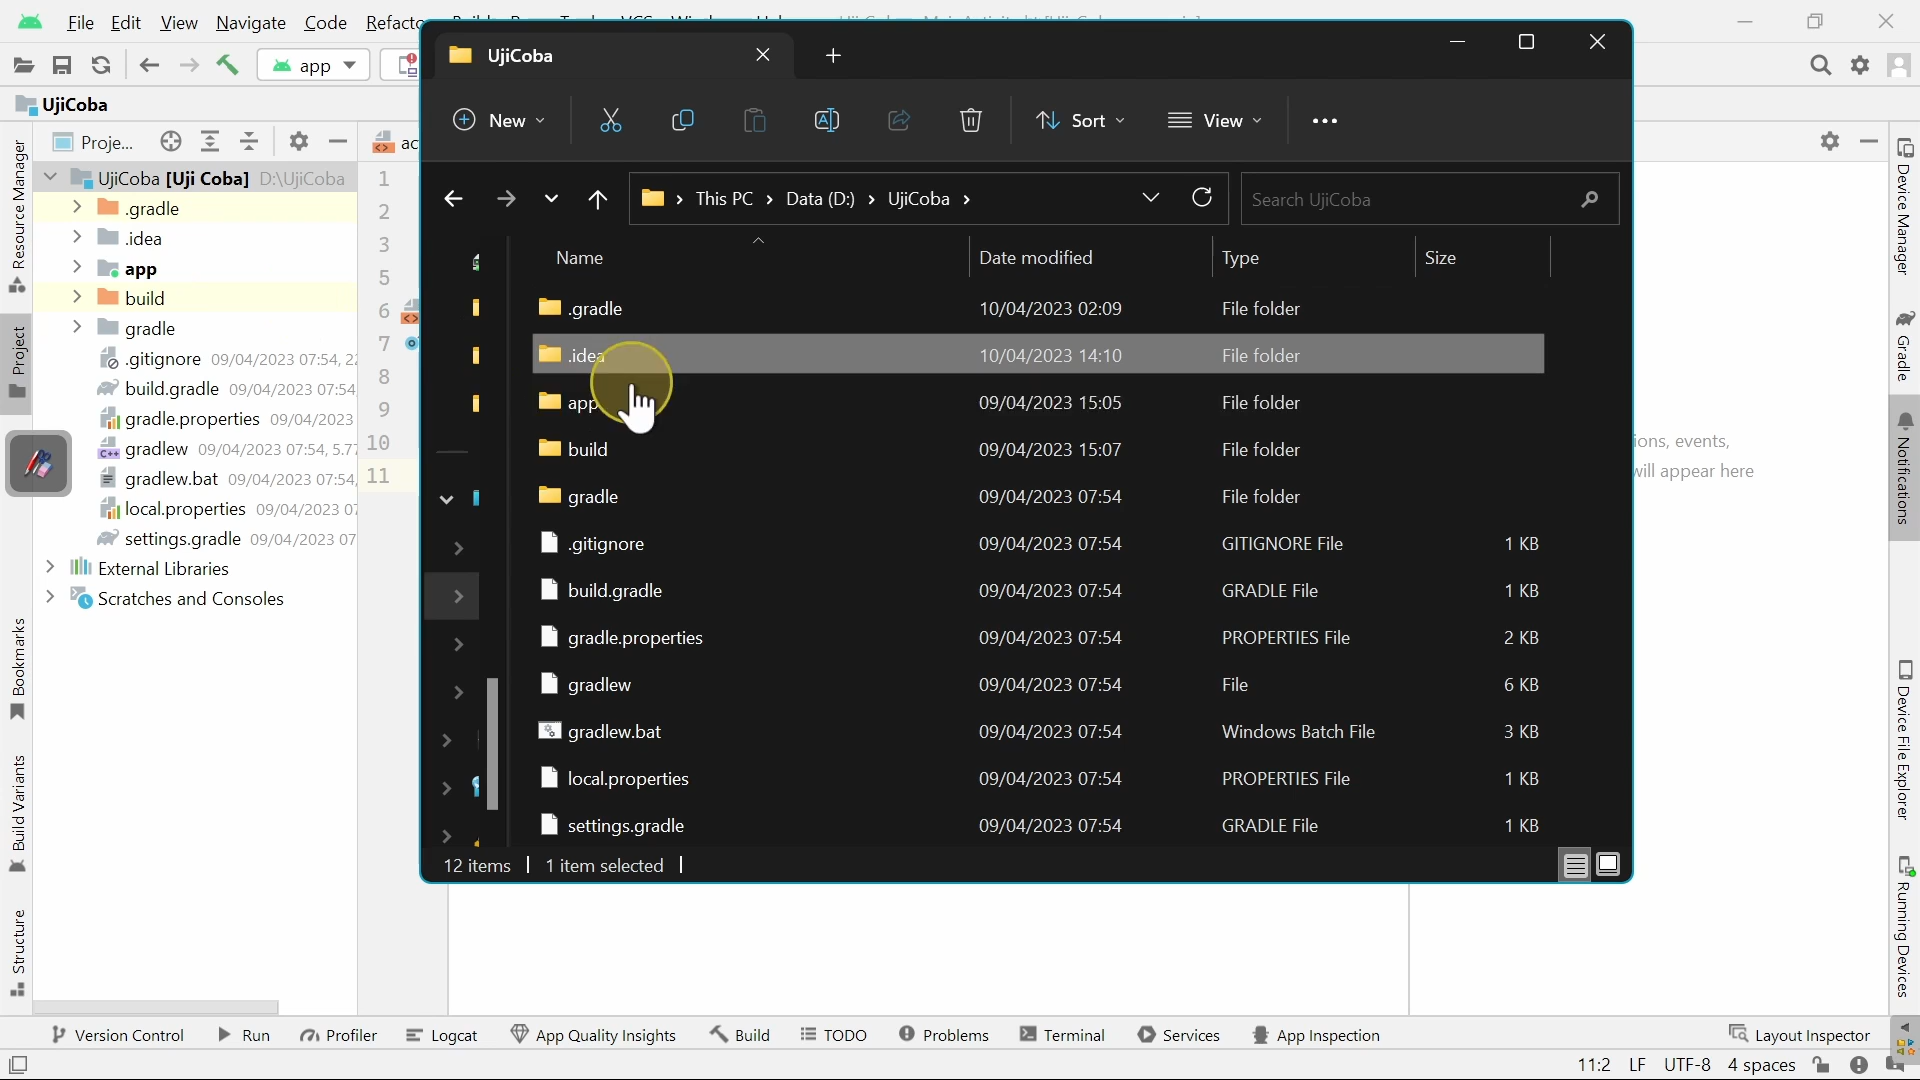 File Edit View Navigate Code Refacto
app
UjiCoba
Proje...
UjiCoba [Uji Coba] D:\UjiCoba
.gradle
.idea
app
build
gradle
.gitignore 09/04/2023 07:54, 22
build.gradle 09/04/2023 07:54
gradle.properties 09/04/2023
gradlew 09/04/2023 07:54, 5.77
gradlew.bat 09/04/2023 07:54,
local.properties 09/04/2023 07
settings.gradle 09/04/2023 07
External Libraries
Scratches and Consoles
Resource Manager
Project
Bookmarks
Build Variants
Structure
ac
1
2
3
5
6
7
8
9
10
11
UjiCoba
New
Sort
View
This PC > Data (D:) > UjiCoba >
Search UjiCoba
Name Date modified Type Size
.gradle 10/04/2023 02:09 File folder
.idea 10/04/2023 14:10 File folder
app 09/04/2023 15:05 File folder
build 09/04/2023 15:07 File folder
gradle 09/04/2023 07:54 File folder
.gitignore 09/04/2023 07:54 GITIGNORE File 1 KB
build.gradle 09/04/2023 07:54 GRADLE File 1 KB
gradle.properties 09/04/2023 07:54 PROPERTIES File 2 KB
gradlew 09/04/2023 07:54 File 6 KB
gradlew.bat 09/04/2023 07:54 Windows Batch File 3 KB
local.properties 09/04/2023 07:54 PROPERTIES File 1 KB
settings.gradle 09/04/2023 07:54 GRADLE File 1 KB
12 items 1 item selected
ions, events,
will appear here
Device Manager
Gradle
Notifications
Device File Explorer
Running Devices
Version Control Run Profiler Logcat App Quality Insights Build TODO Problems Terminal Services App Inspection Layout Inspector
11:2 LF UTF-8 4 spaces